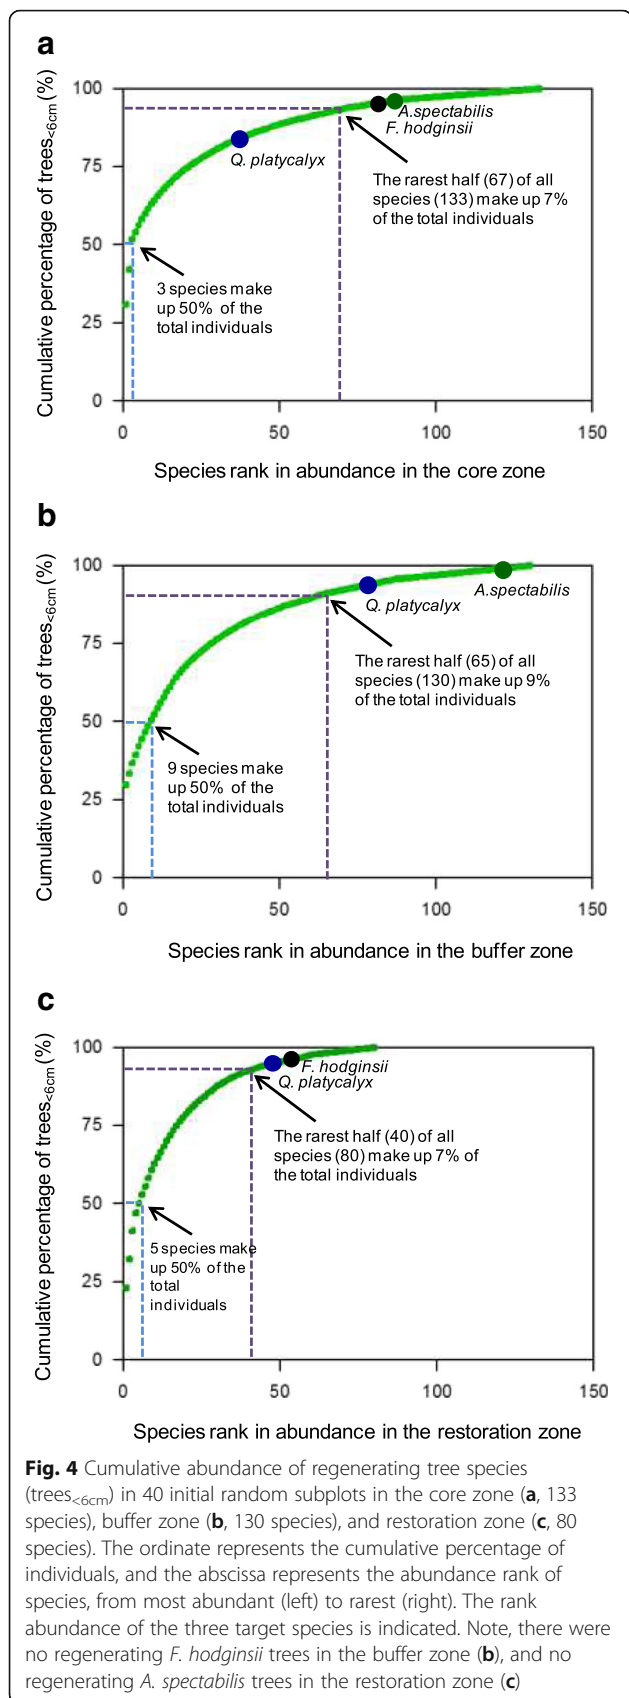 a
Cumulative percentage of trees<6cm (%)
100
75
50
25
0
A.spectabilis
F. hodginsii
Q. platycalyx
The rarest half (67) of all
species (133) make up 7%
of the total individuals
3 species make
up 50% of the
total individuals
0 50 100 150
Species rank in abundance in the core zone
b
Cumulative percentage of trees<6cm (%)
100
75
50
25
0
A.spectabilis
Q. platycalyx
The rarest half (65) of all
species (130) make up 9%
of the total individuals
9 species make
up 50% of the
total individuals
0 50 100 150
Species rank in abundance in the buffer zone
c
Cumulative percentage of trees<6cm (%)
100
75
50
25
0
F. hodginsii
Q. platycalyx
The rarest half (40) of all
species (80) make up 7% of
the total individuals
5 species make
up 50% of the
total
individuals
0 50 100 150
Species rank in abundance in the restoration zone
Fig. 4 Cumulative abundance of regenerating tree species
(trees<6cm) in 40 initial random subplots in the core zone (a, 133
species), buffer zone (b, 130 species), and restoration zone (c, 80
species). The ordinate represents the cumulative percentage of
individuals, and the abscissa represents the abundance rank of
species, from most abundant (left) to rarest (right). The rank
abundance of the three target species is indicated. Note, there were
no regenerating F. hodginsii trees in the buffer zone (b), and no
regenerating A. spectabilis trees in the restoration zone (c)